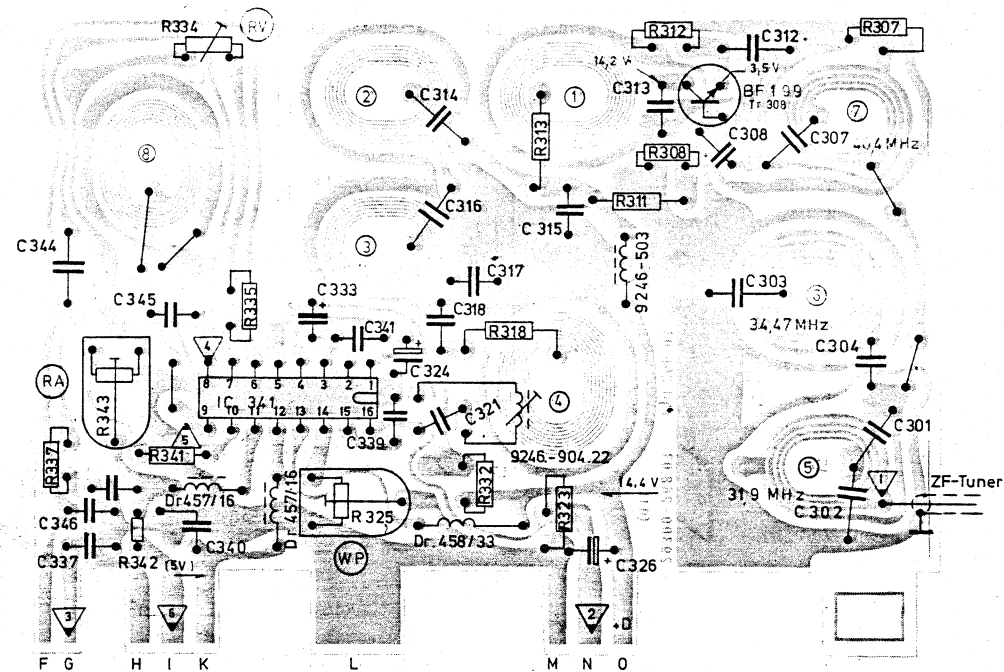 R334
RV
R312
C312
R307
14,2 V
3,5V
2
C314
1
C313
BF 199
Tr 308
7
R313
C308
C307
40,4MHz
8
R308
C316
R311
C344
3
C315
9246-503
C317
C303
C345
R335
C333
C318
34,47 MHz
C341
R318
C304
4
C324
RA
8 7 6 5 4 3 2 1
IC 341
9 10 11 12 13 14 15 16
R343
C339
C321
4
C301
5
R341
R337
9246-904.22
5
R332
31,9 MHz
1
ZF-Tuner
Dr457/16
Dr 457/16
R325
R323
C302
C346
Dr.458/33
C340
C337
R342
(5V)
WP
C326
3
6
2
+D
F G H I K L M N O